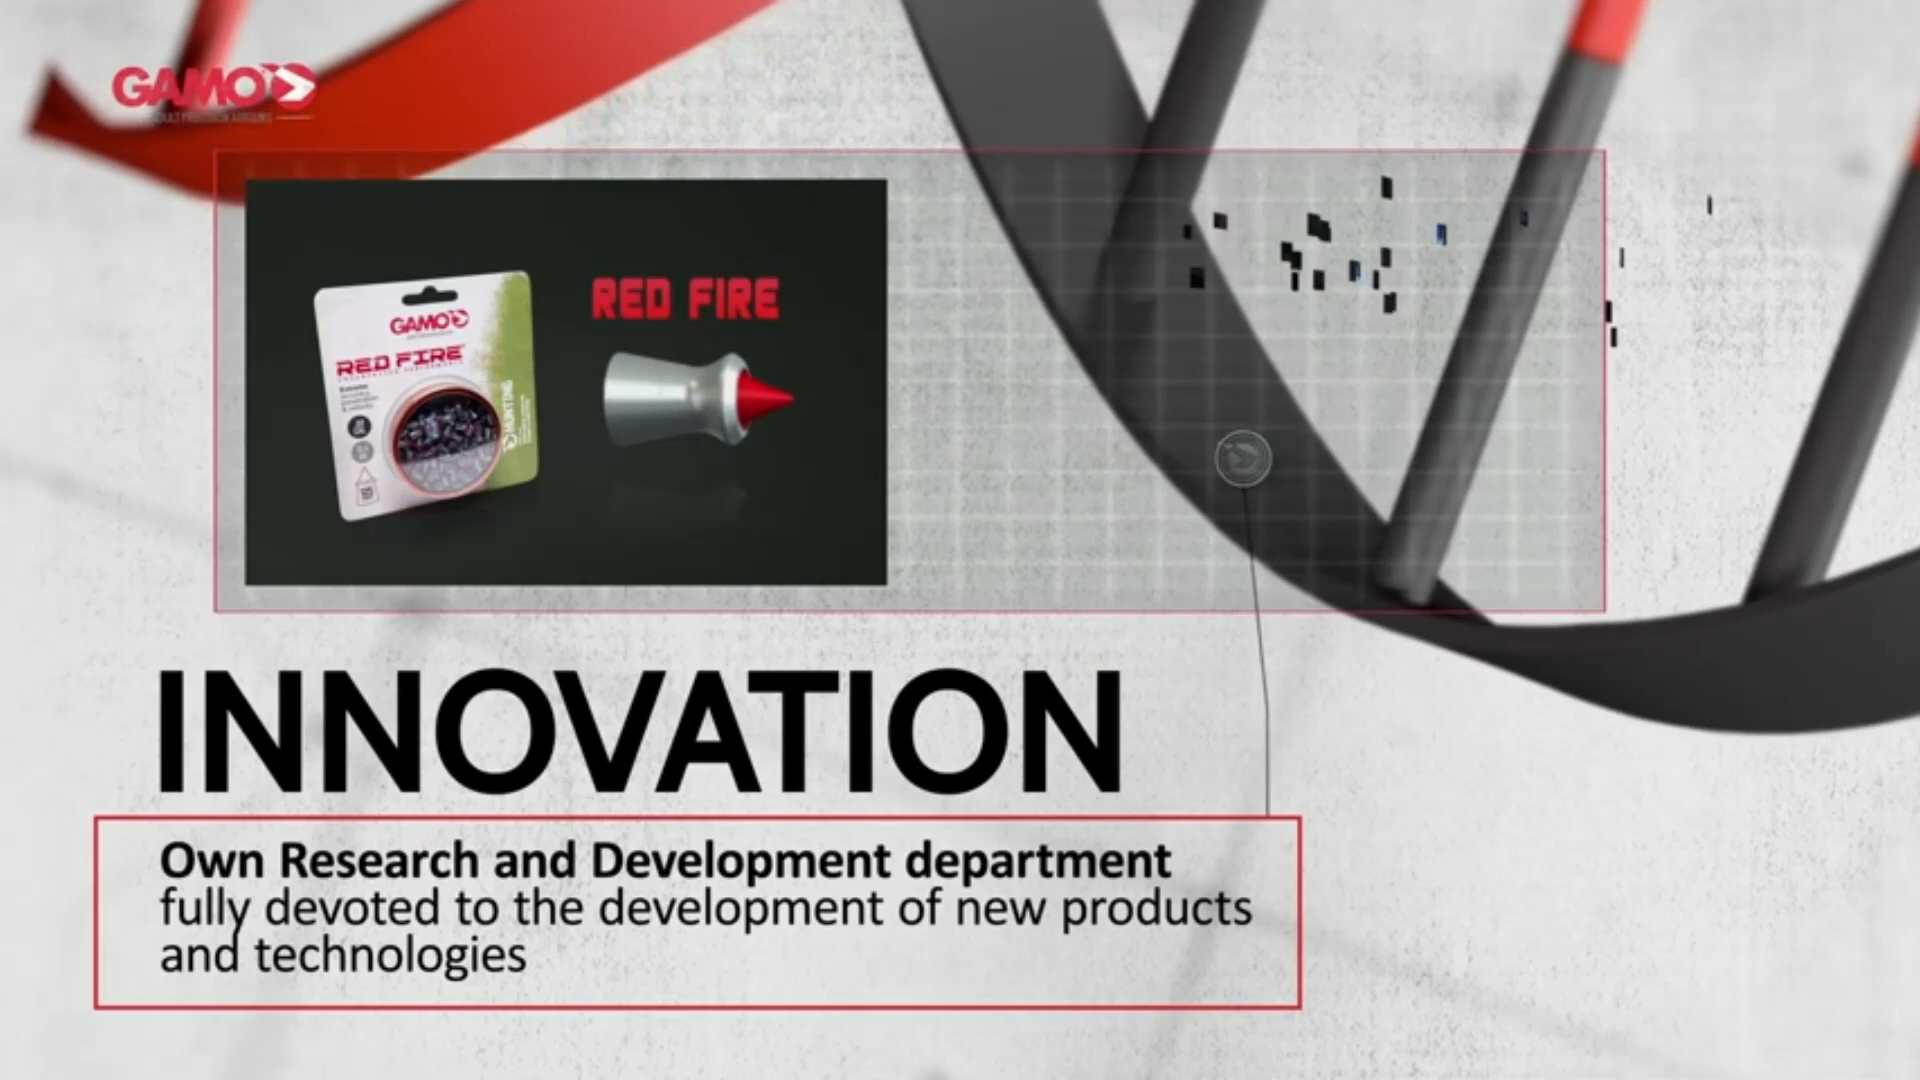 GAMO
RED FIRE
GAMO
RED FIRE
HUNTING
INNOVATION
Own Research and Development department
fully devoted to the development of new products
and technologies